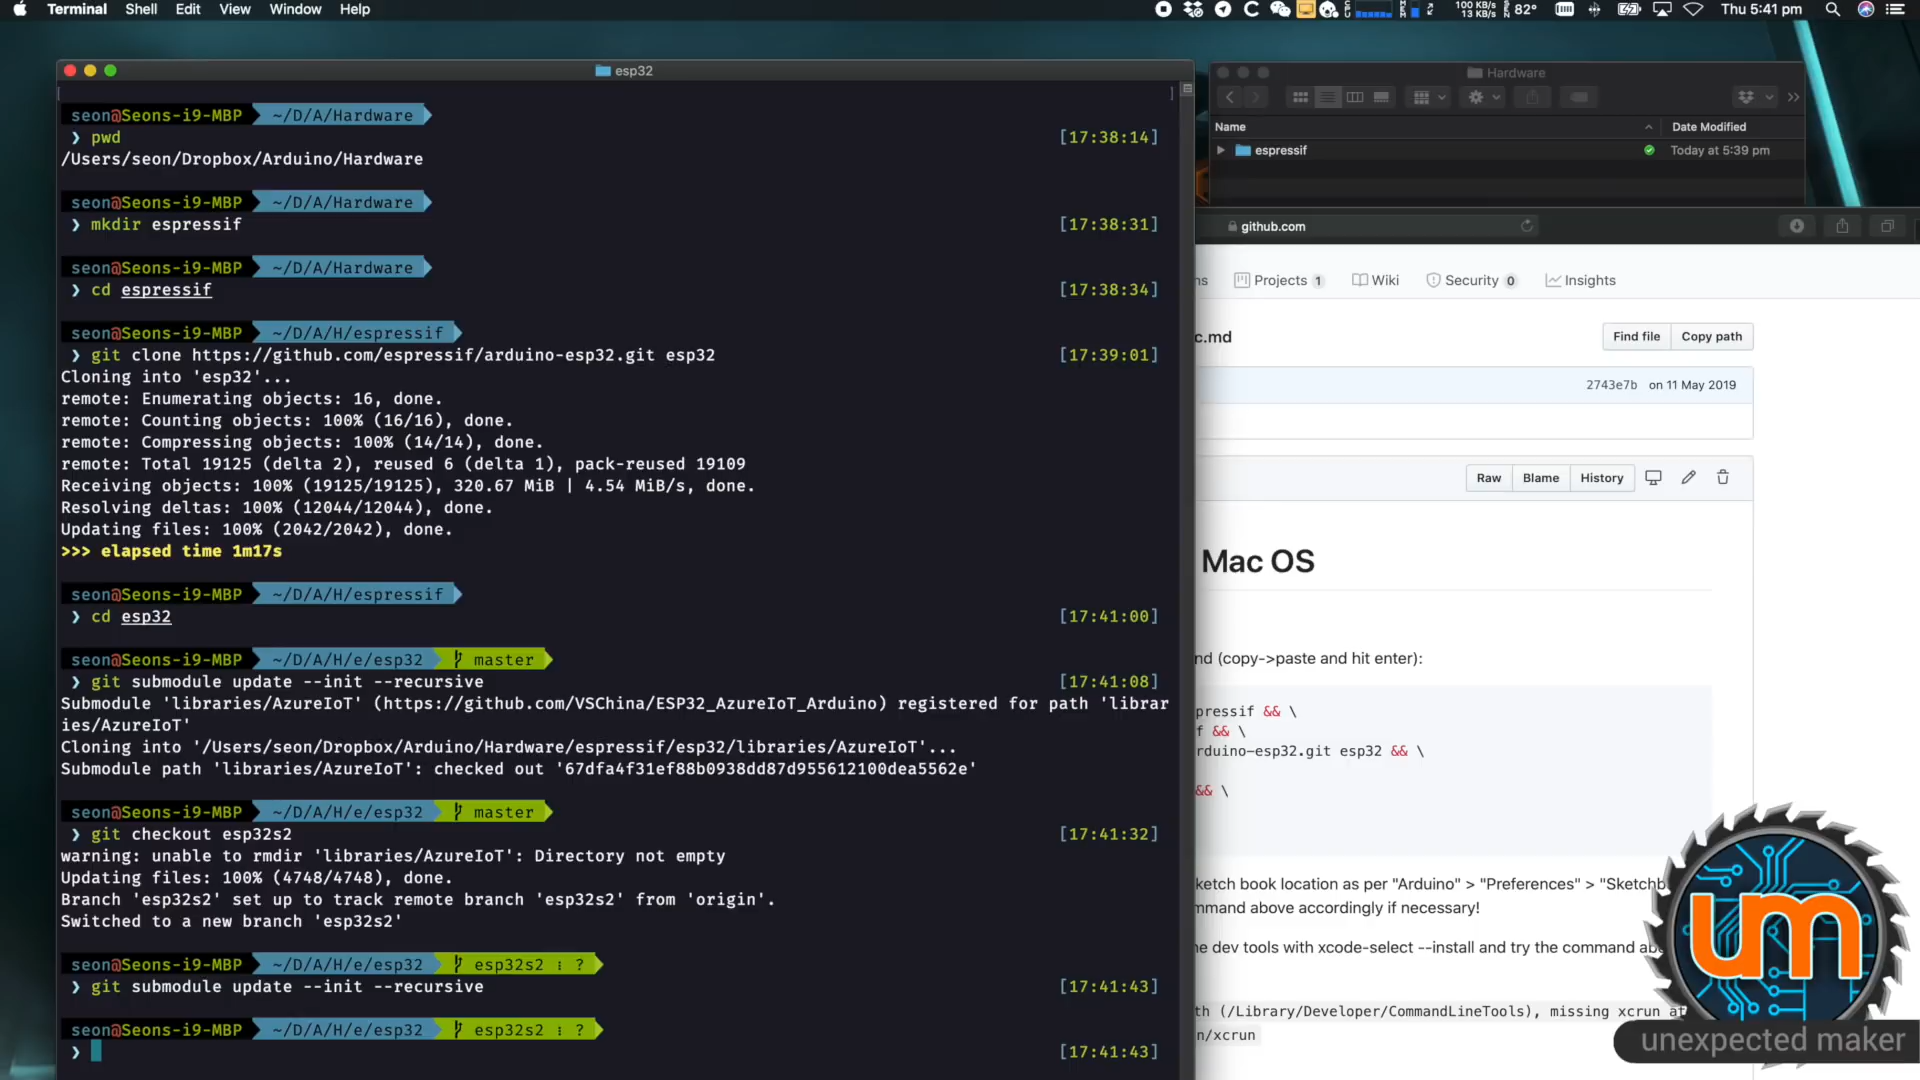 Terminal Shell Edit View Window Help
100 KB/s
13 KB/s
82°
Thu 5:41 pm
esp32
seon@Seons-i9-MBP ~/D/A/Hardware
❯ pwd [17:38:14]
/Users/seon/Dropbox/Arduino/Hardware
seon@Seons-i9-MBP ~/D/A/Hardware
❯ mkdir espressif [17:38:31]
seon@Seons-i9-MBP ~/D/A/Hardware
❯ cd espressif [17:38:34]
seon@Seons-i9-MBP ~/D/A/H/espressif
❯ git clone https://github.com/espressif/arduino-esp32.git esp32 [17:39:01]
Cloning into 'esp32'...
remote: Enumerating objects: 16, done.
remote: Counting objects: 100% (16/16), done.
remote: Compressing objects: 100% (14/14), done.
remote: Total 19125 (delta 2), reused 6 (delta 1), pack-reused 19109
Receiving objects: 100% (19125/19125), 320.67 MiB | 4.54 MiB/s, done.
Resolving deltas: 100% (12044/12044), done.
Updating files: 100% (2042/2042), done.
>>> elapsed time 1m17s
seon@Seons-i9-MBP ~/D/A/H/espressif
❯ cd esp32 [17:41:00]
seon@Seons-i9-MBP ~/D/A/H/e/esp32 master
❯ git submodule update --init --recursive [17:41:08]
Submodule 'libraries/AzureIoT' (https://github.com/VSChina/ESP32_AzureIoT_Arduino) registered for path 'librar
ies/AzureIoT'
Cloning into '/Users/seon/Dropbox/Arduino/Hardware/espressif/esp32/libraries/AzureIoT'...
Submodule path 'libraries/AzureIoT': checked out '67dfa4f31ef88b0938dd87d955612100dea5562e'
seon@Seons-i9-MBP ~/D/A/H/e/esp32 master
❯ git checkout esp32s2 [17:41:32]
warning: unable to rmdir 'libraries/AzureIoT': Directory not empty
Updating files: 100% (4748/4748), done.
Branch 'esp32s2' set up to track remote branch 'esp32s2' from 'origin'.
Switched to a new branch 'esp32s2'
seon@Seons-i9-MBP ~/D/A/H/e/esp32 esp32s2 : ?
❯ git submodule update --init --recursive [17:41:43]
seon@Seons-i9-MBP ~/D/A/H/e/esp32 esp32s2 : ?
❯ [17:41:43]
Hardware
Name Date Modified
espressif Today at 5:39 pm
github.com
ns Projects 1 Wiki Security 0 Insights
c.md Find file Copy path
2743e7b on 11 May 2019
Raw Blame History
Mac OS
nd (copy->paste and hit enter):
pressif && \
f && \
rduino-esp32.git esp32 && \
&& \
ketch book location as per "Arduino" > "Preferences" > "Sketchb
mmand above accordingly if necessary!
ne dev tools with xcode-select --install and try the command ab
th (/Library/Developer/CommandLineTools), missing xcrun at
n/xcrun
um
unexpected maker